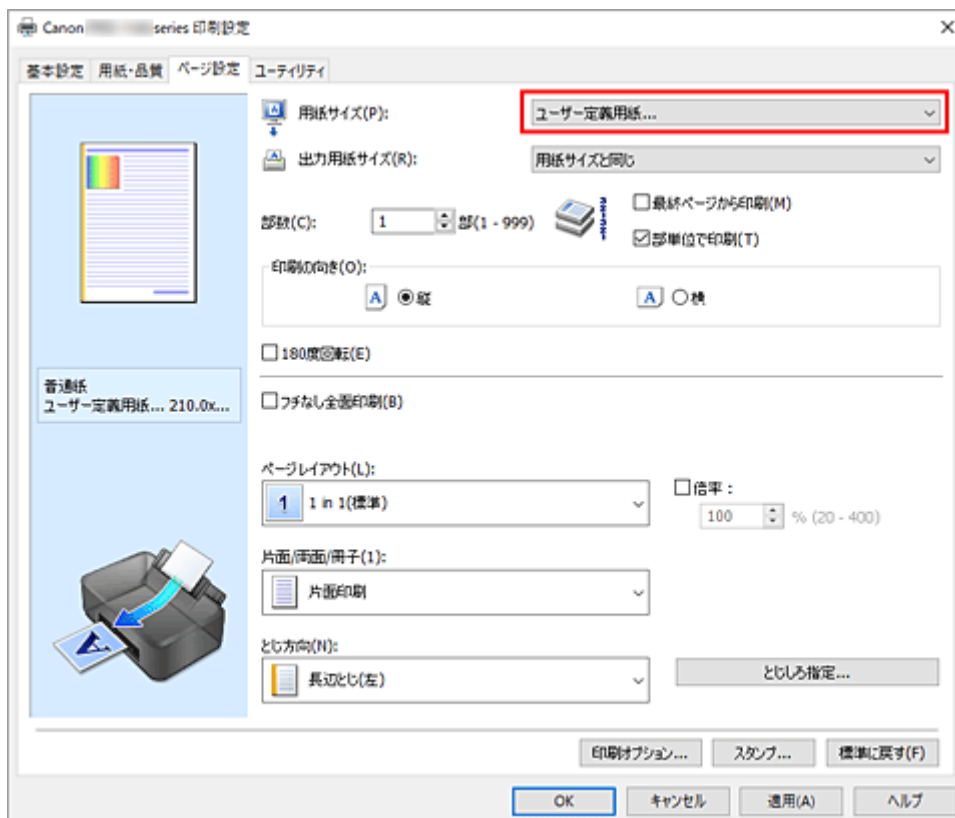 Canon series 印刷設定
基本設定 用紙・品質 ページ設定 ユーティリティ
用紙サイズ(P): ユーザー定義用紙...
出力用紙サイズ(R): 用紙サイズと同じ
部数(C): 1 部(1 - 999)
最終ページから印刷(M)
部単位で印刷(T)
印刷の向き(O):
A 縦 A 横
180度回転(E)
普通紙
ユーザー定義用紙... 210.0x...
フチなし全面印刷(B)
ページレイアウト(L):
1 1 in 1(標準)
倍率：
100 % (20 - 400)
片面/両面/冊子(1):
片面印刷
とじ方向(N):
長辺とじ(左)
とじしろ指定...
A
印刷オプション... スタンプ... 標準に戻す(F)
OK キャンセル 適用(A) ヘルプ